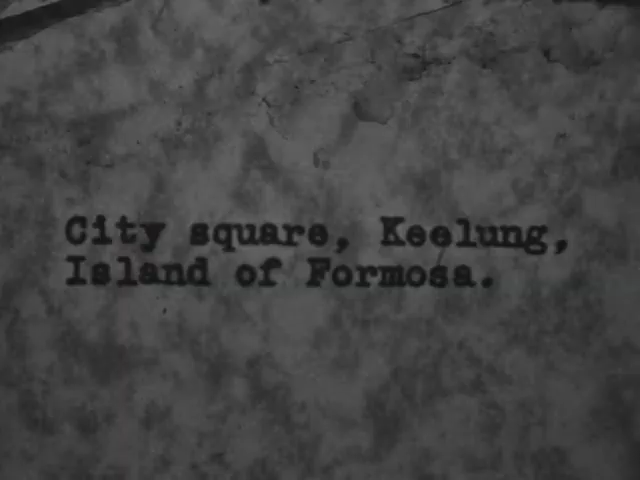 City square, Keelung,
Island of Formosa.